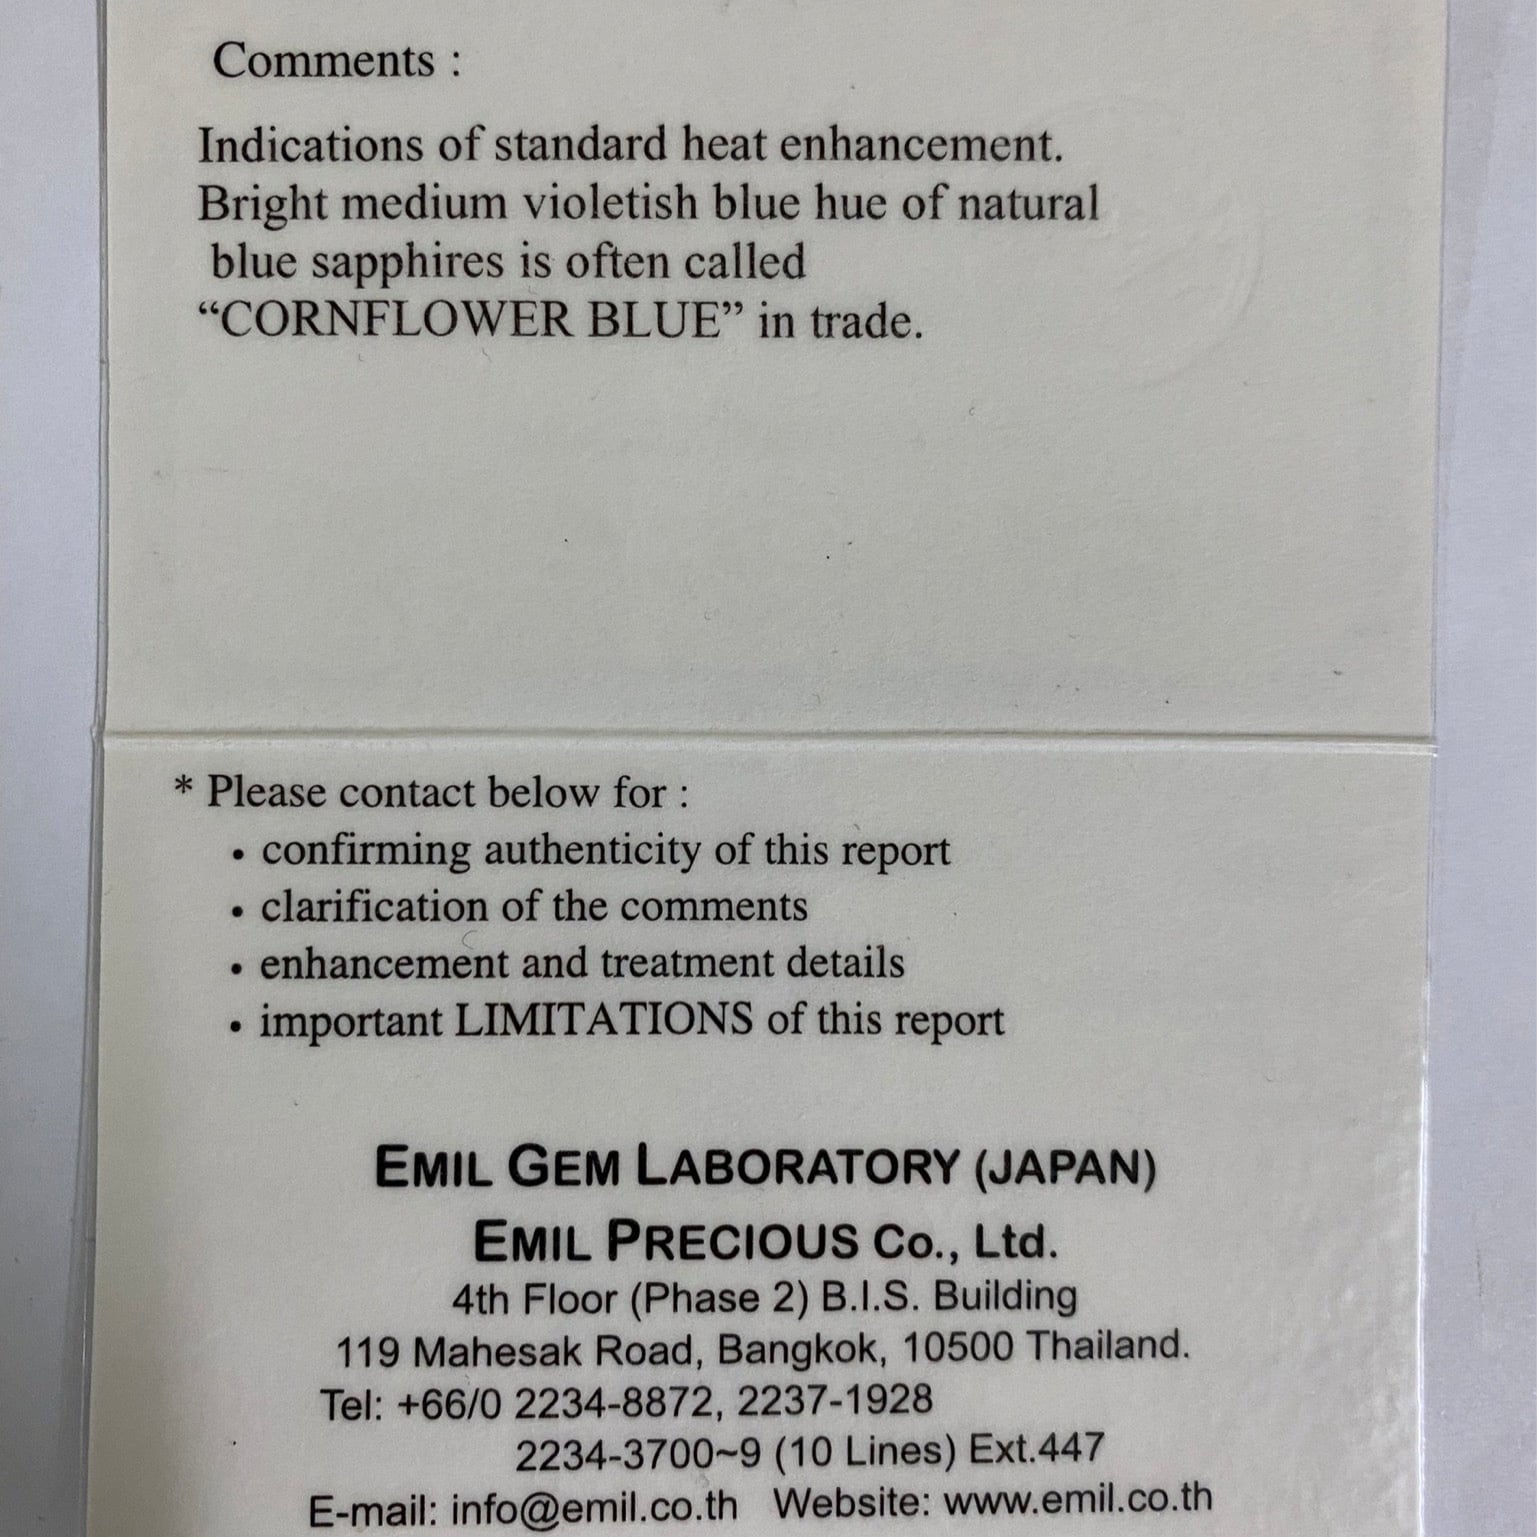 Comments :
Indications of standard heat enhancement.
Bright medium violetish blue hue of natural
blue sapphires is often called
“CORNFLOWER BLUE” in trade.
* Please contact below for :
• confirming authenticity of this report
• clarification of the comments
• enhancement and treatment details
• important LIMITATIONS of this report
EMIL GEM LABORATORY (JAPAN)
EMIL PRECIOUS Co., Ltd.
4th Floor (Phase 2) B.I.S. Building
119 Mahesak Road, Bangkok, 10500 Thailand.
Tel: +66/0 2234-8872, 2237-1928
2234-3700~9 (10 Lines) Ext.447
E-mail: info@emil.co.th Website: www.emil.co.th